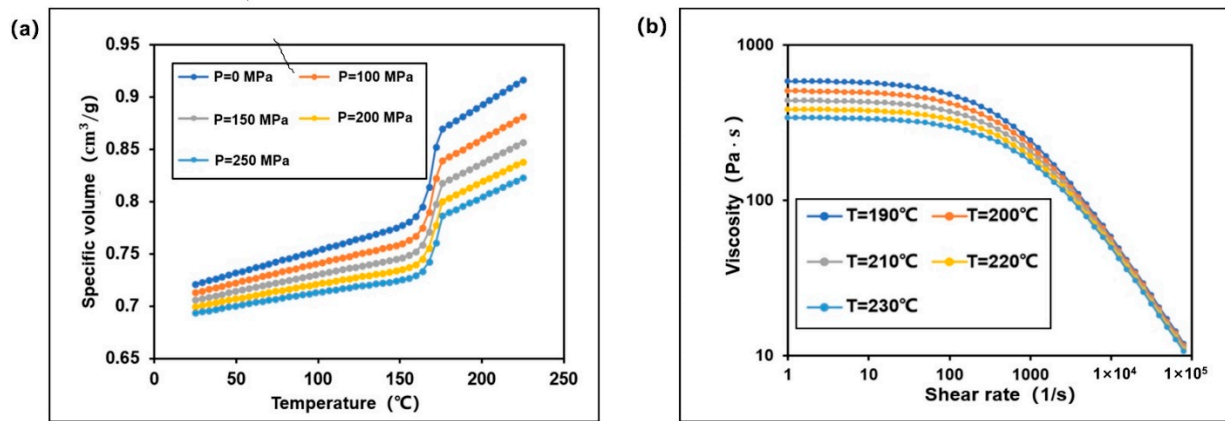 (a)
0.95
0.9
0.85
0.8
0.75
0.7
0.65
Specific volume (cm³/g)
P=0 MPa P=100 MPa
P=150 MPa P=200 MPa
P=250 MPa
0 50 100 150 200 250
Temperature (℃)
(b)
1000
100
10
Viscosity (Pa · s)
T=190℃ T=200℃
T=210℃ T=220℃
T=230℃
1 10 100 1000 1×10⁴ 1×10⁵
Shear rate (1/s)